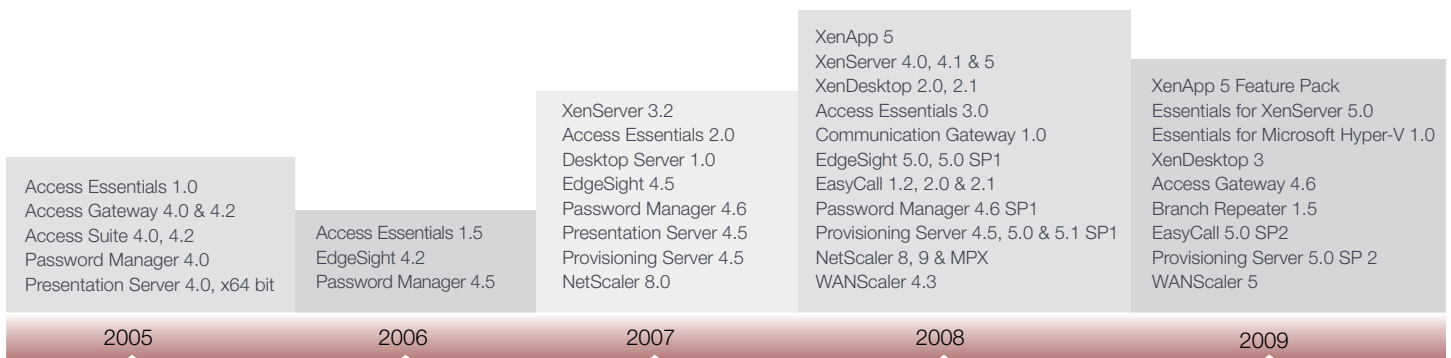 Access Essentials 1.0
Access Gateway 4.0 & 4.2
Access Suite 4.0, 4.2
Password Manager 4.0
Presentation Server 4.0, x64 bit
2005
Access Essentials 1.5
EdgeSight 4.2
Password Manager 4.5
2006
XenServer 3.2
Access Essentials 2.0
Desktop Server 1.0
EdgeSight 4.5
Password Manager 4.6
Presentation Server 4.5
Provisioning Server 4.5
NetScaler 8.0
2007
XenApp 5
XenServer 4.0, 4.1 & 5
XenDesktop 2.0, 2.1
Access Essentials 3.0
Communication Gateway 1.0
EdgeSight 5.0, 5.0 SP1
EasyCall 1.2, 2.0 & 2.1
Password Manager 4.6 SP1
Provisioning Server 4.5, 5.0 & 5.1 SP1
NetScaler 8, 9 & MPX
WANScaler 4.3
2008
XenApp 5 Feature Pack
Essentials for XenServer 5.0
Essentials for Microsoft Hyper-V 1.0
XenDesktop 3
Access Gateway 4.6
Branch Repeater 1.5
EasyCall 5.0 SP2
Provisioning Server 5.0 SP 2
WANScaler 5
2009